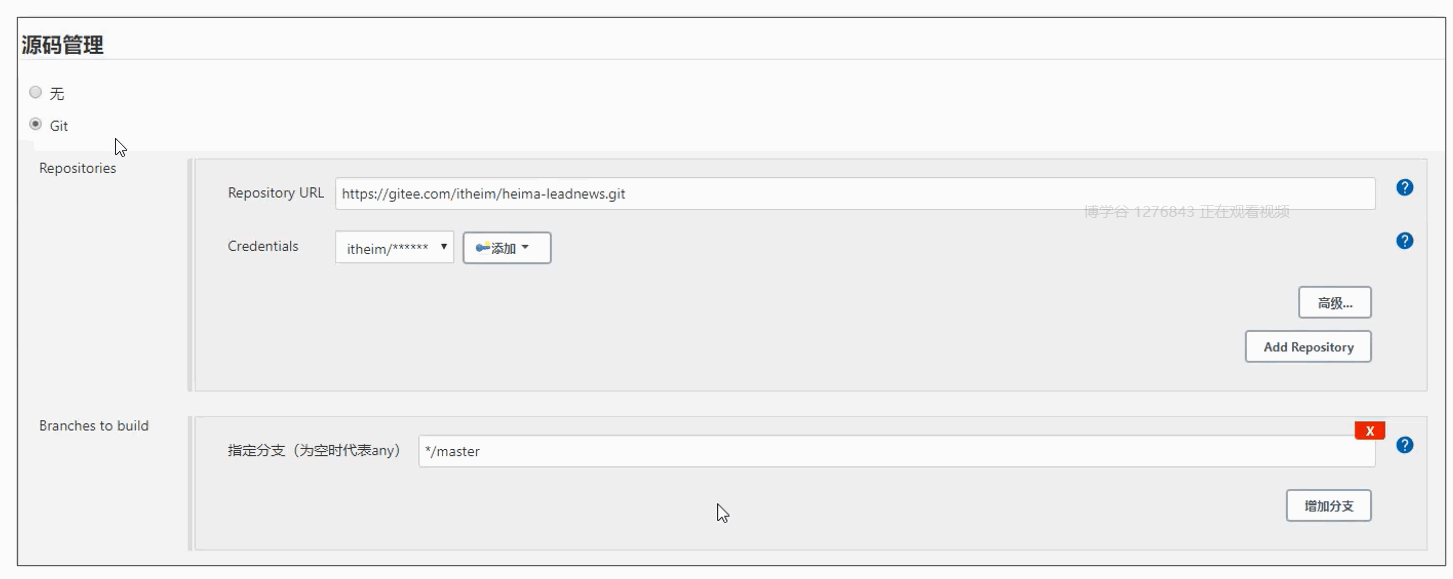 源码管理
无
Git
Repositories
Repository URL https://gitee.com/itheim/heima-leadnews.git
博学谷 1276843 正在观看视频
Credentials itheim/****** 添加
高级...
Add Repository
Branches to build
X
指定分支（为空时代表any） */master
增加分支